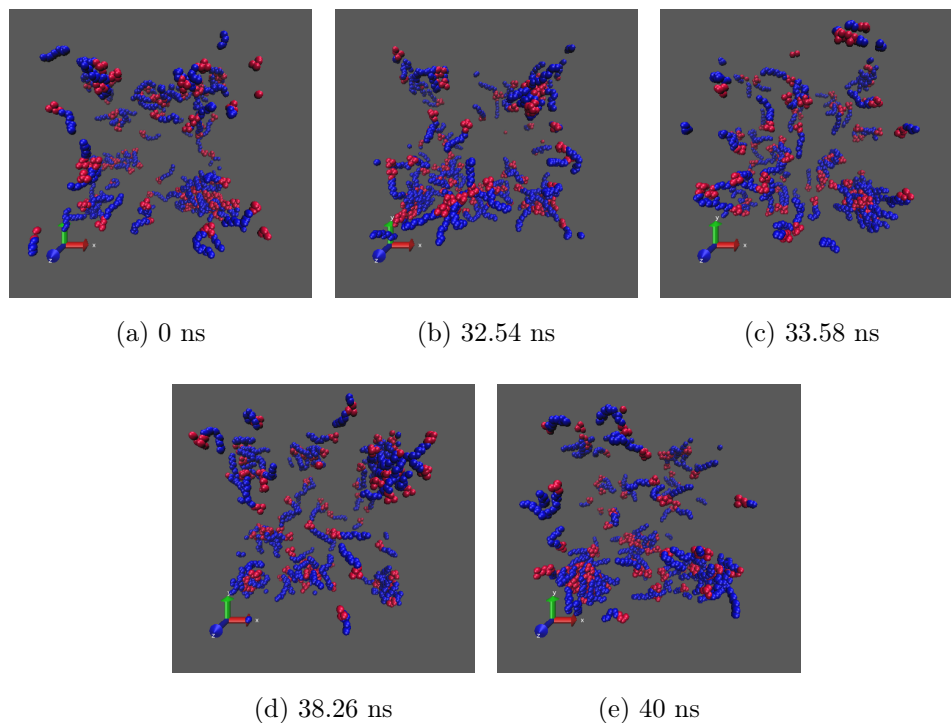 y
x
z
y
x
z
y
x
z
(a) 0 ns
(b) 32.54 ns
(c) 33.58 ns
y
x
z
y
x
z
(d) 38.26 ns
(e) 40 ns